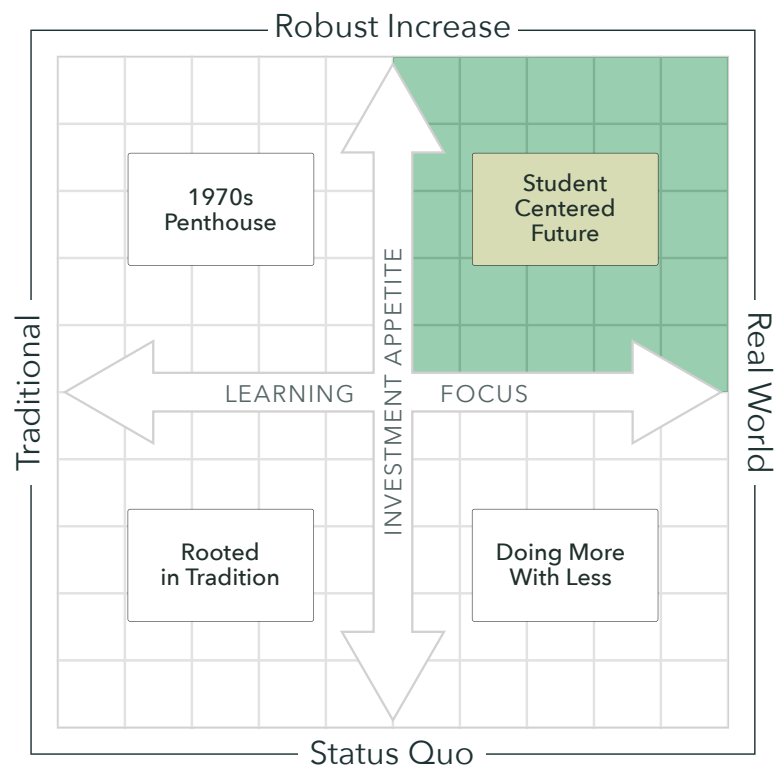 Robust Increase
1970s
Penthouse
Student
Centered
Future
Traditional
LEARNING
INVESTMENT APPETITE
FOCUS
Real World
Rooted
in Tradition
Doing More
With Less
Status Quo